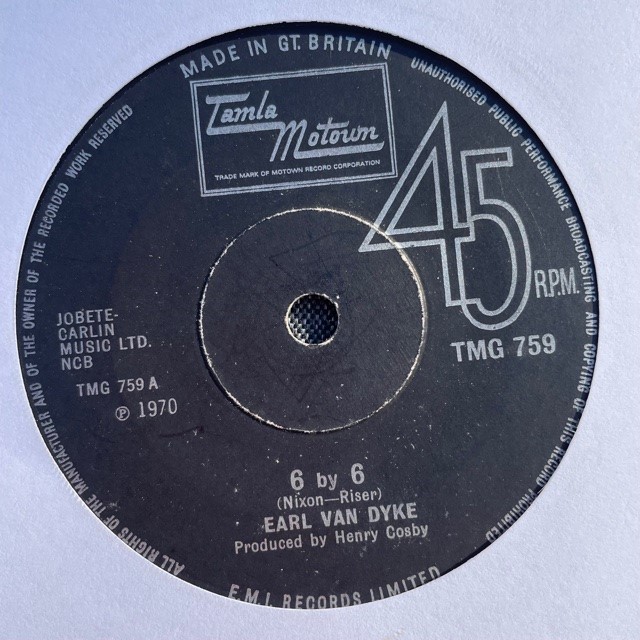 MADE IN GT. BRITAIN
UNAUTHORISED PUBLIC PERFORMANCE BROADCASTING AND COPYING OF THIS RECORD PROHIBITED
ALL RIGHTS OF THE MANUFACTURER AND OF THE OWNER OF THE RECORDED WORK RESERVED
Tamla
Motown
TRADE MARK OF MOTOWN RECORD CORPORATION
45
R.P.M.
TMG 759
JOBETE-
CARLIN
MUSIC LTD.
NCB
TMG 759 A
℗ 1970
6 by 6
(Nixon—Riser)
EARL VAN DYKE
Produced by Henry Cosby
E.M.I. RECORDS LIMITED